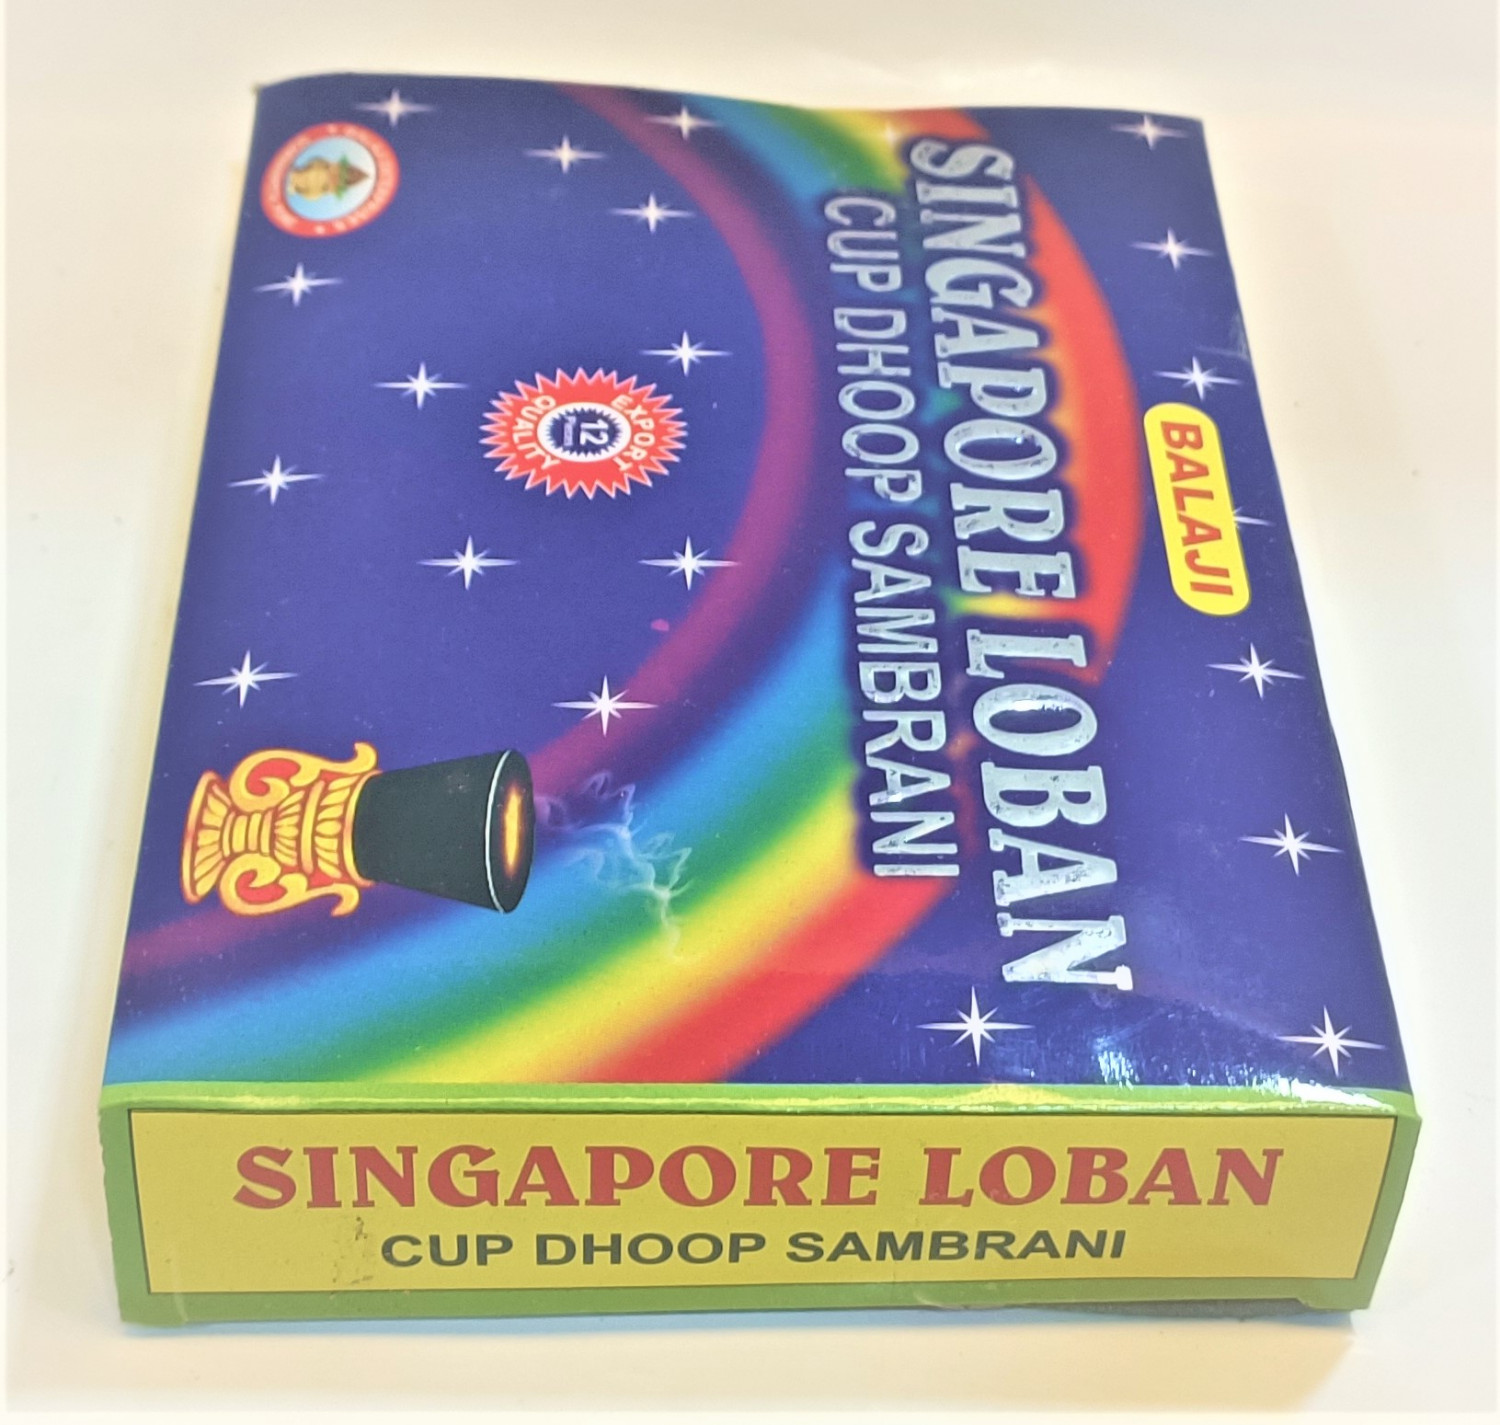 BALAJI
SINGAPORE LOBAN
CUP DHOOP SAMBRANI
EXPORT
12
QUALITY
SINGAPORE LOBAN
CUP DHOOP SAMBRANI